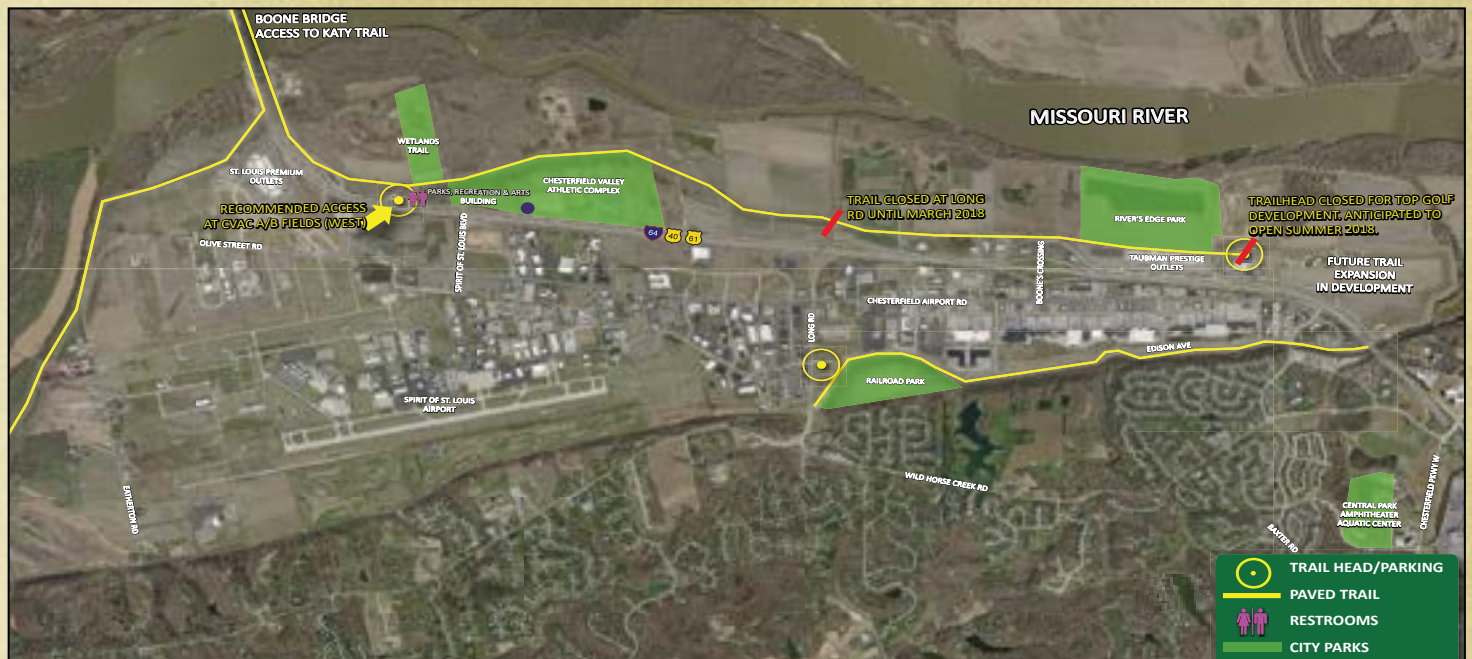 BOONE BRIDGE
ACCESS TO KATY TRAIL
MISSOURI RIVER
WETLANDS
TRAIL
ST. LOUIS PREMIUM
OUTLETS
PARKS, RECREATION & ARTS
BUILDING
CHESTERFIELD VALLEY
ATHLETIC COMPLEX
RECOMMENDED ACCESS
AT CVAC A/B FIELDS (WEST)
TRAIL CLOSED AT LONG
RD UNTIL MARCH 2018
RIVER'S EDGE PARK
TRAILHEAD CLOSED FOR TOP GOLF
DEVELOPMENT. ANTICIPATED TO
OPEN SUMMER 2018.
OLIVE STREET RD
SPIRIT OF ST. LOUIS BLVD
64
40
61
BOONE'S CROSSING
TAUBMAN PRESTIGE
OUTLETS
FUTURE TRAIL
EXPANSION
IN DEVELOPMENT
CHESTERFIELD AIRPORT RD
LONG RD
EDISON AVE
RAILROAD PARK
SPIRIT OF ST. LOUIS
AIRPORT
WILD HORSE CREEK RD
EATHERTON RD
CENTRAL PARK
AMPHITHEATER
AQUATIC CENTER
CHESTERFIELD PKWY W
BAXTER RD
TRAIL HEAD/PARKING
PAVED TRAIL
RESTROOMS
CITY PARKS